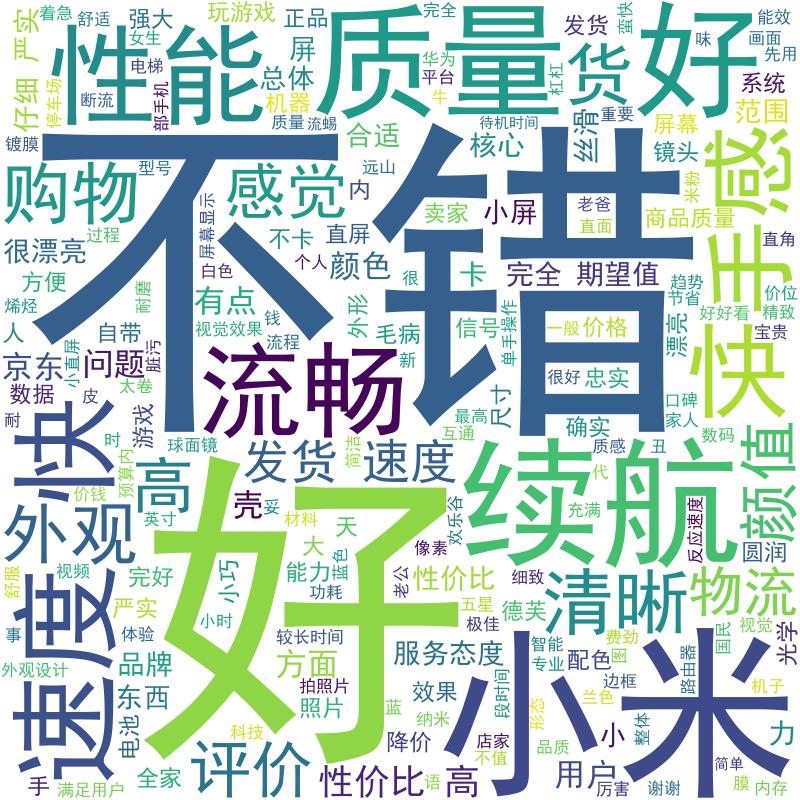 不错
好
小米
续航
质量
性能
好
货
手感
快
流畅
速度
快
外观
购物
感觉
清晰
物流
颜值
评价
高
发货 速度
着急
舒适
严实
仔细
停车场
女生
电梯
断流
强大
玩游戏
正品
屏
总体
机器
部手机
完全
华为
平台
牛
杠杠
发货
蛮快
味
能效
画面
先用
系统
范围
屏幕
镜头
重要
丝滑
待机时间
核心
合适
质量
流蜴
镀膜
型号
远山
内
老爸
直面
米粉
商品质量
直角
卖家
小屏
不卡
直屏
颜色
个人
白色
屏幕显示
过程
很漂亮
方便
耐磨
烯烃
有点
视觉效果
钱
流程
外形
毛病
很
新
卡
信号
完全 期望值
单手操作
一般
价格
趋势
节省
漂亮
好好看
价位
精致
宝贵
人
自带
京东
问题
脏污
小直屏
数据
太卷
皮
耐
游戏
球面镜
预算内
价钱
英寸
简洁
最高
互通
尺寸
很好
忠实
确实
口碑
家人
质感
丑
数码
代
充满
反应速度
圆润
壳
妥
材料
天
大
能力
蓝色
功耗
像素
欢乐谷
老公
性价比
细致
五星
极佳
德芙
舒服
视频
完好
小巧
严实
小时
事
体验
外观设计
品牌
东西
电池
科技
较长时间
方面
拍照片
照片
服务态度
效果
蓝
纳米
降价
店家
不值
段时间
智能
专业
配色
费劲
图
边框
兰色
形态
品质
路由器
国民
视觉
光学
机子
整体
小
力
用户
厉害
谢谢
简单
膜
内存
手
满足用户
全家
性价比 高
语